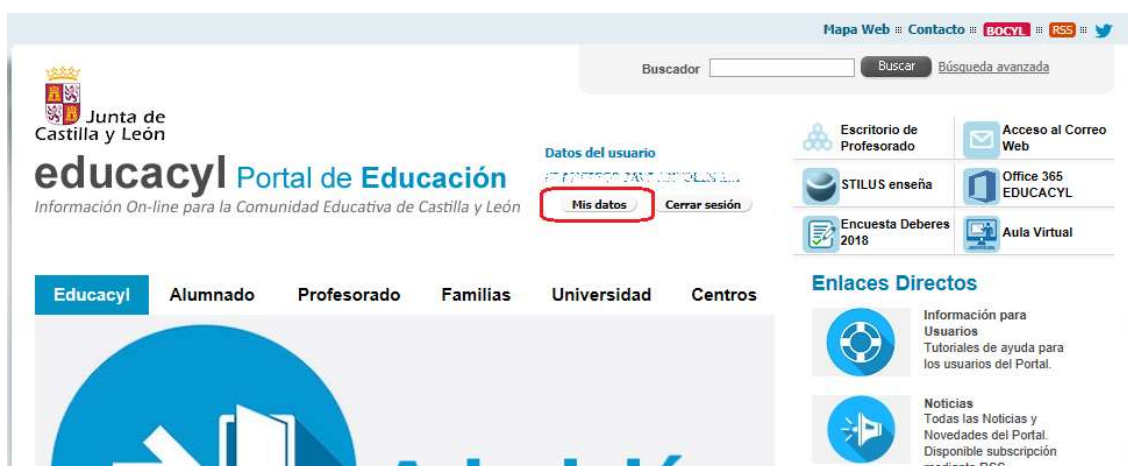 Mapa Web
Contacto
BOCYL
RSS
Buscador
Buscar
Búsqueda avanzada
Junta de
Castilla y León
educacyl Portal de Educación
Información On-line para la Comunidad Educativa de Castilla y León
Datos del usuario
Mis datos
Cerrar sesión
Escritorio de
Profesorado
Acceso al Correo
Web
STILUS enseña
Office 365
EDUCACYL
Encuesta Deberes
2018
Aula Virtual
Educacyl
Alumnado
Profesorado
Familias
Universidad
Centros
Enlaces Directos
Información para
Usuarios
Tutoriales de ayuda para
los usuarios del Portal.
Noticias
Todas las Noticias y
Novedades del Portal.
Disponible subscripción
mediante RSS